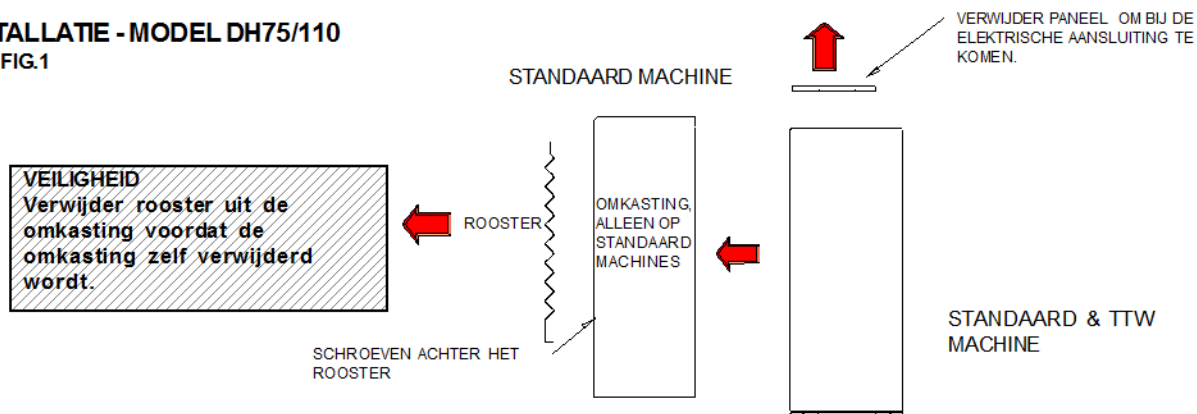 TALLATIE - MODEL DH75/110
FIG.1
STANDAARD MACHINE
VERWIJDER PANEEL OM BIJ DE
ELEKTRISCHE AANSLUITING TE
KOMEN.
VEILIGHEID
Verwijder rooster uit de
omkasting voordat de
omkasting zelf verwijderd
wordt.
ROOSTER
OMKASTING,
ALLEEN OP
STANDAARD
MACHINES
SCHROEVEN ACHTER HET
ROOSTER
STANDAARD & TTW
MACHINE